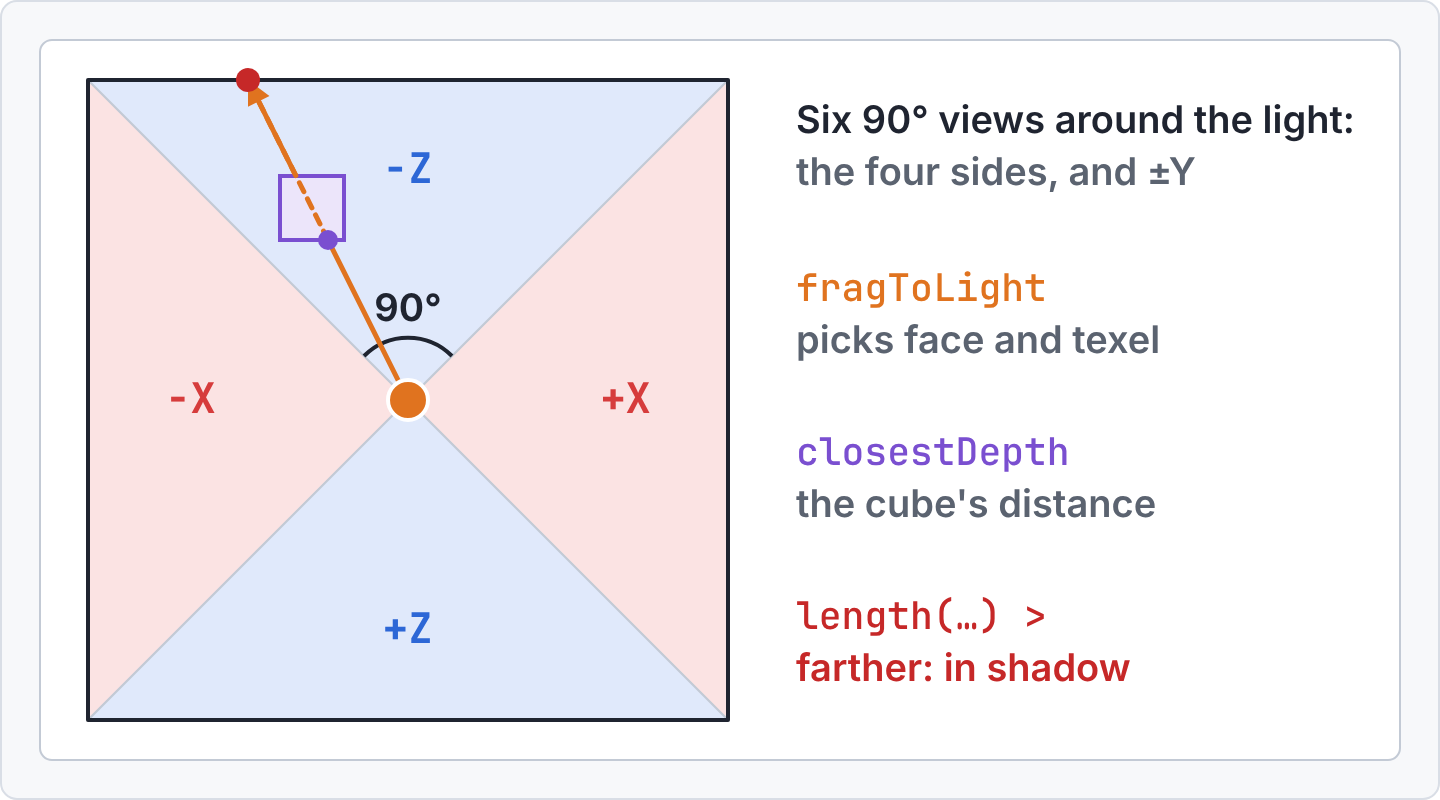 -Z
90°
-X
+X
+Z
Six 90° views around the light:
the four sides, and ±Y
fragToLight
picks face and texel
closestDepth
the cube's distance
length(…) >
farther: in shadow